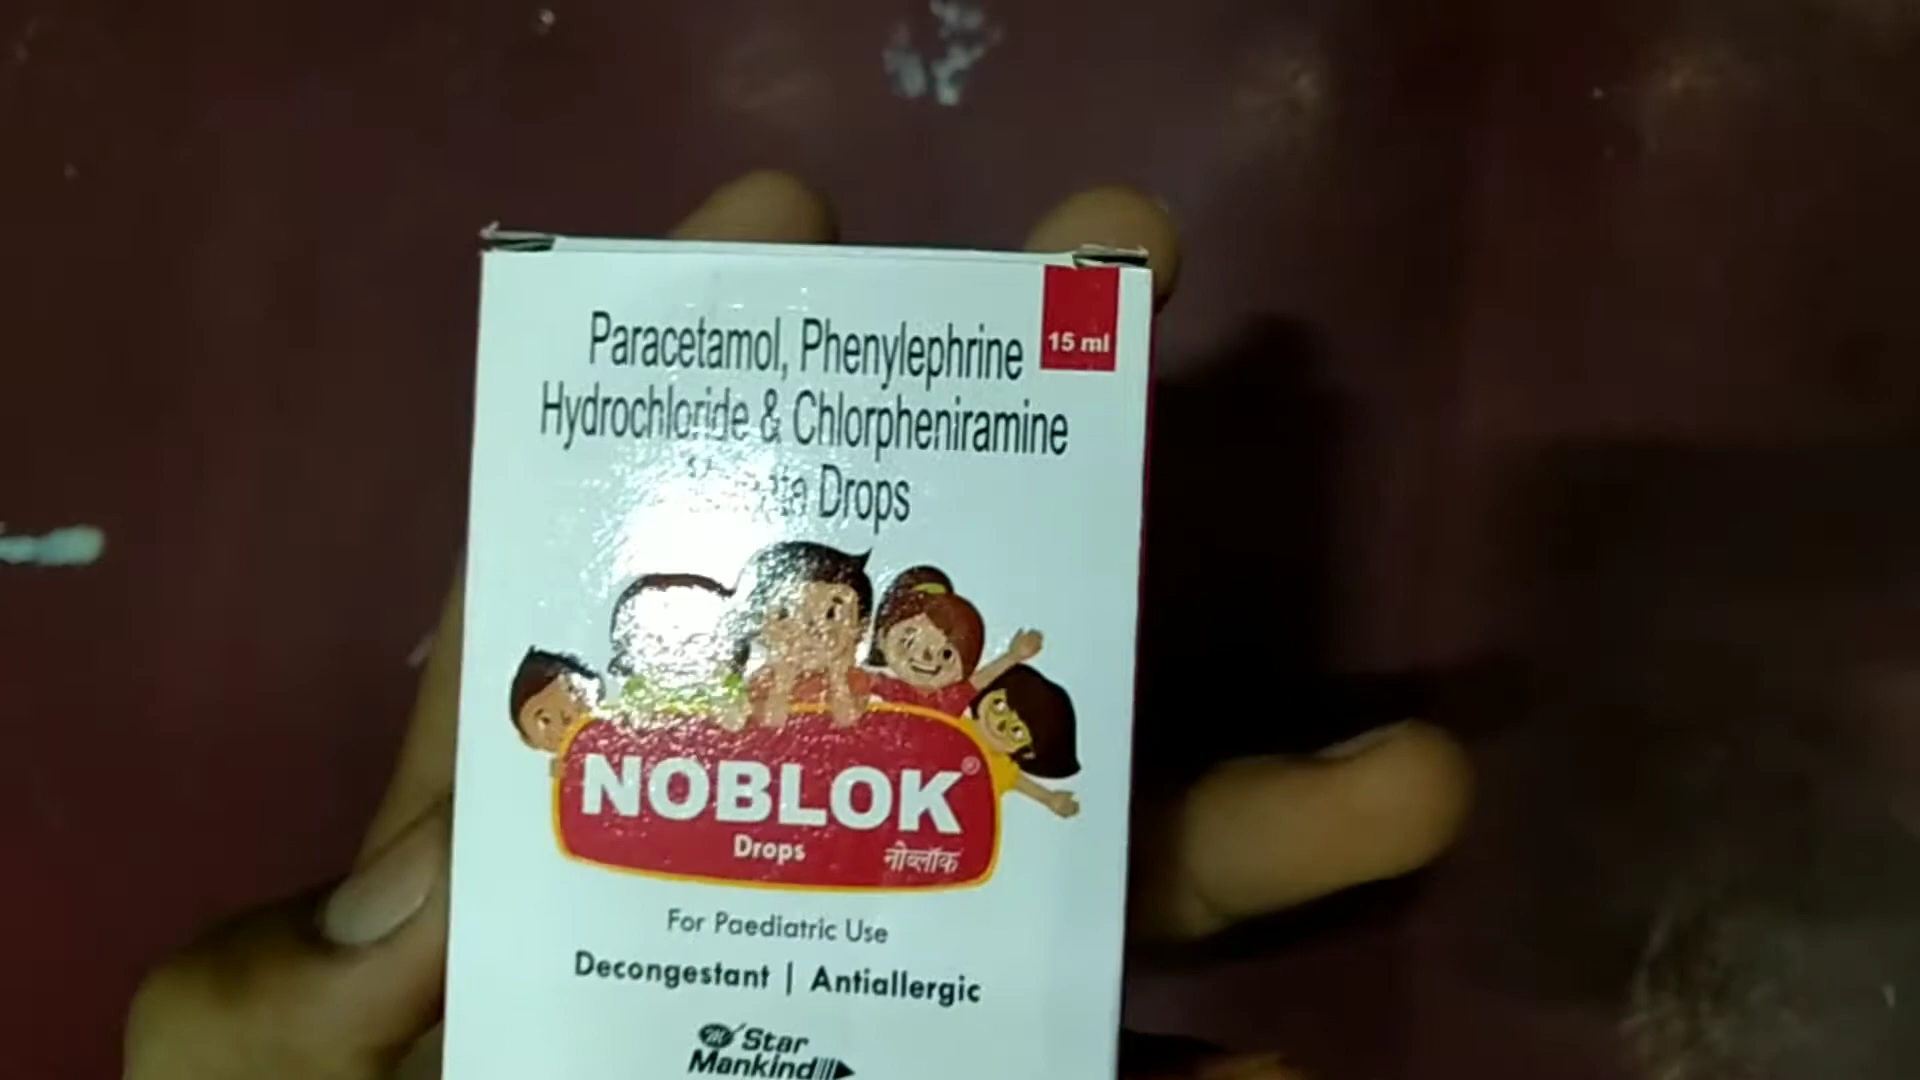 Paracetamol, Phenylephrine
15 ml
Hydrochloride & Chlorpheniramine
Drops
NOBLOK®
Drops
नोब्लॉक
For Paediatric Use
Decongestant | Antiallergic
Star
Mankind